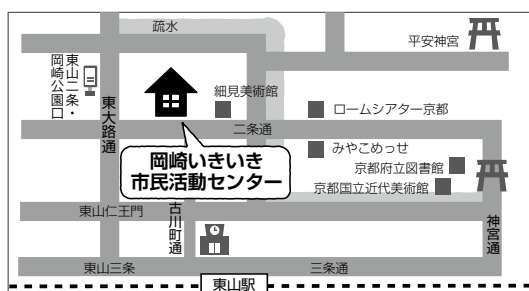 疏水
平安神宮
東山二条・
岡崎公園口
東大路通
細見美術館
ロームシアター京都
二条通
岡崎いきいき
市民活動センター
みやこめっせ
京都府立図書館
京都国立近代美術館
東山仁王門
古川町通
神宮通
東山三条
三条通
東山駅